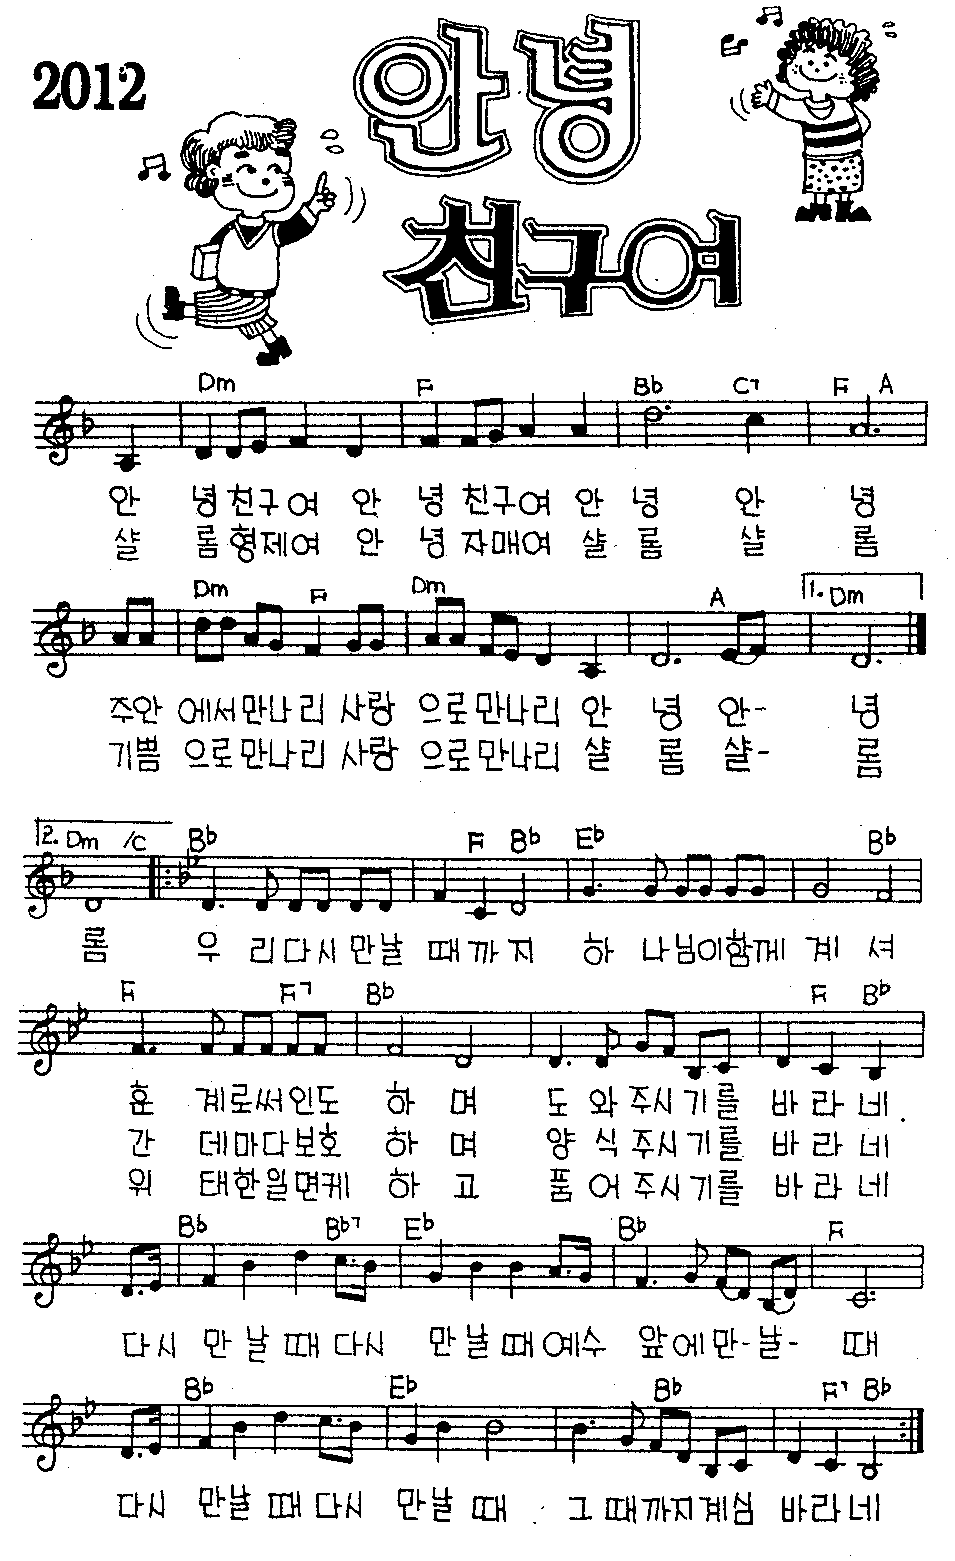 2012
안녕
친구여
Dm F Bb C7 F A
안 녕친구여 안 녕 친구여 안 녕 안 녕
샬 롬형제여 안 녕 자매여 샬 롬 샬 롬
Dm F Dm A 1. Dm
주안 에서만나리 사랑 으로만나리 안 녕 안- 녕
기쁨 으로만나리 사랑 으로만나리 샬 롬 샬- 롬
2. Dm /C Bb F Bb Eb Bb
롬 우 리다시 만날 때까지 하 나님이함께 계 셔
F F7 Bb F Bb
훈 계로써인도 하 며 도 와 주시기를 바 라 네.
간 데마다보호 하 며 양 식 주시기를 바 라 네
위 태한일면케 하 고 품 어 주시기를 바 라 네
Bb Bb7 Eb Bb F
다시 만 날 때 다시 만 날 때 예수 앞에만-날- 때
Bb Eb Bb F7 Bb
다시 만날 때 다시 만날 때 그 때까지계심 바라네